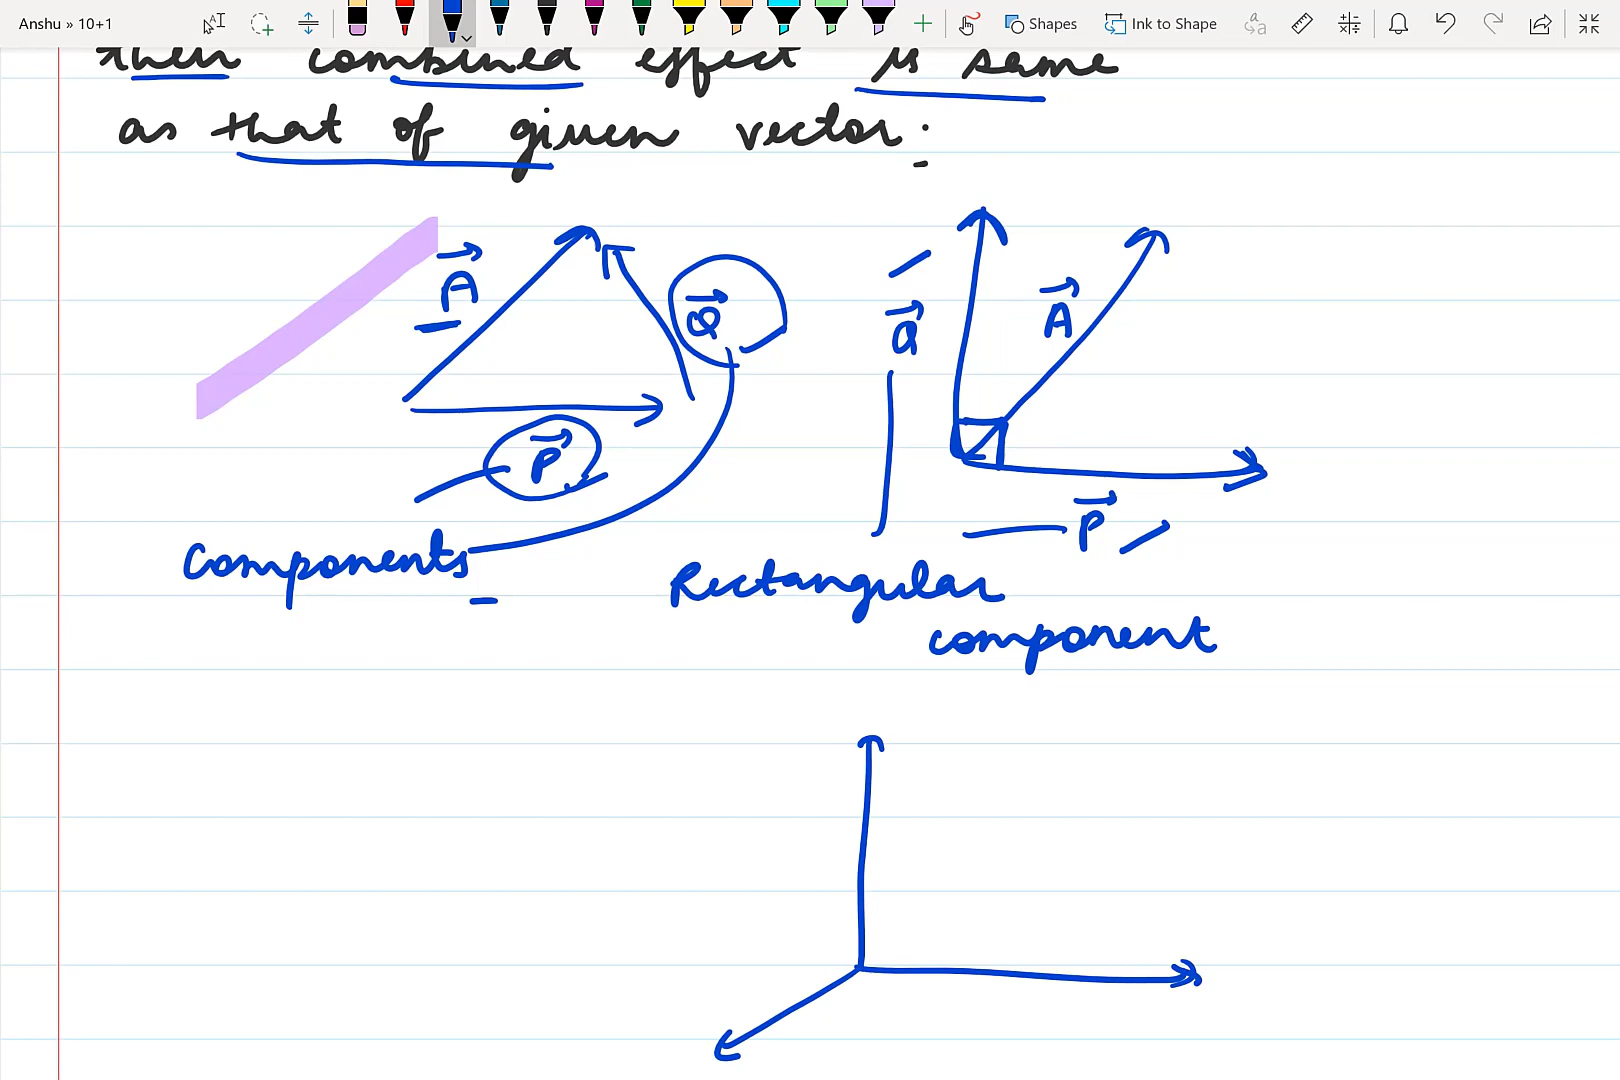 Anshu » 10+1
Shapes
Ink to Shape
then combined effect is same
as that of given vector.
A
Q
P
Components
Q
A
P
Rectangular
component